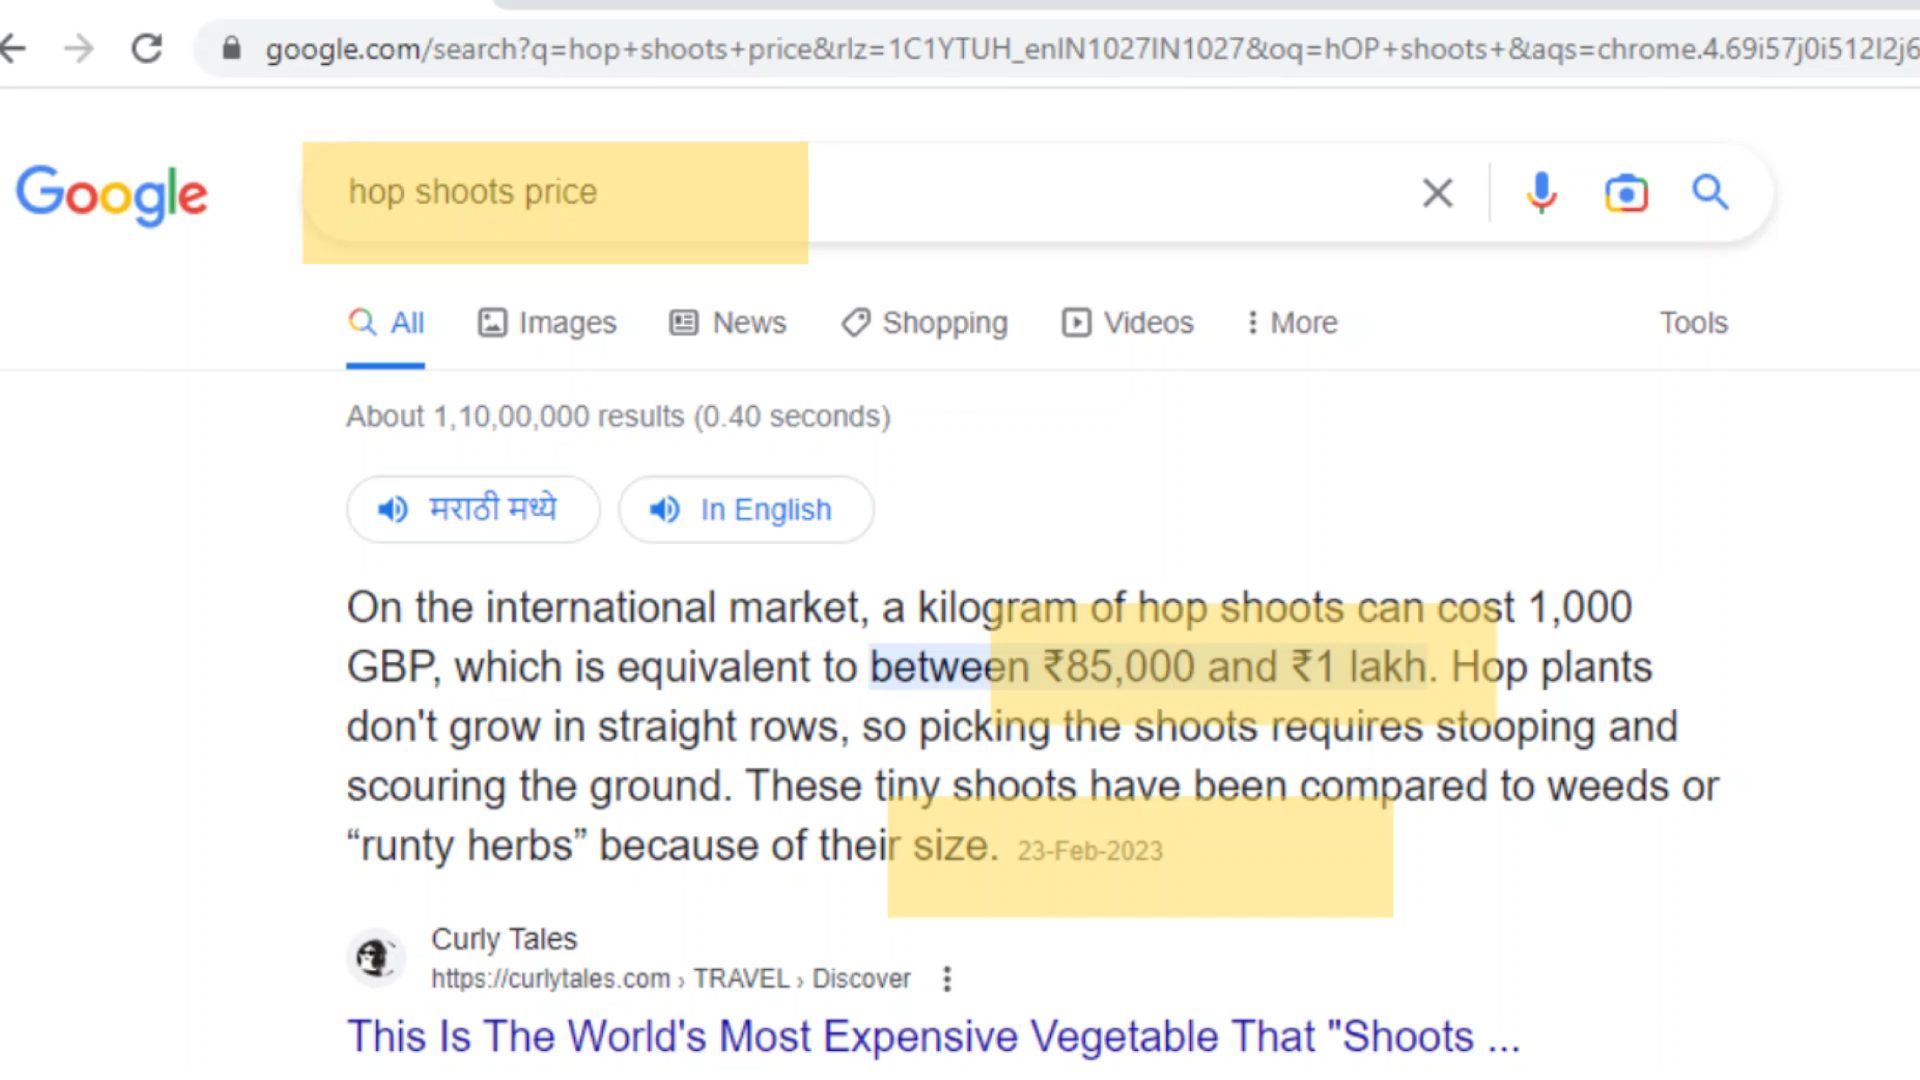 google.com/search?q=hop+shoots+price&rlz=1C1YTUH_enIN1027IN1027&oq=hOP+shoots+&aqs=chrome.4.69i57j0i512l2j6
Google
hop shoots price
All Images News Shopping Videos More Tools
About 1,10,00,000 results (0.40 seconds)
मराठी मध्ये In English
On the international market, a kilogram of hop shoots can cost 1,000
GBP, which is equivalent to between ₹85,000 and ₹1 lakh. Hop plants
don't grow in straight rows, so picking the shoots requires stooping and
scouring the ground. These tiny shoots have been compared to weeds or
“runty herbs” because of their size. 23-Feb-2023
Curly Tales
https://curlytales.com › TRAVEL › Discover
This Is The World's Most Expensive Vegetable That "Shoots ...